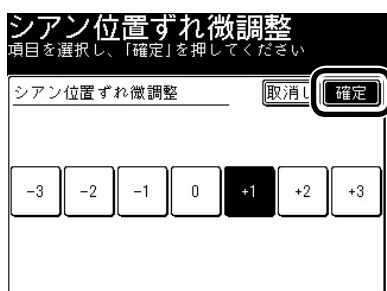 シアン位置ずれ微調整
項目を選択し、「確定」を押してください
シアン位置ずれ微調整 取消し 確定
-3 -2 -1 0 +1 +2 +3